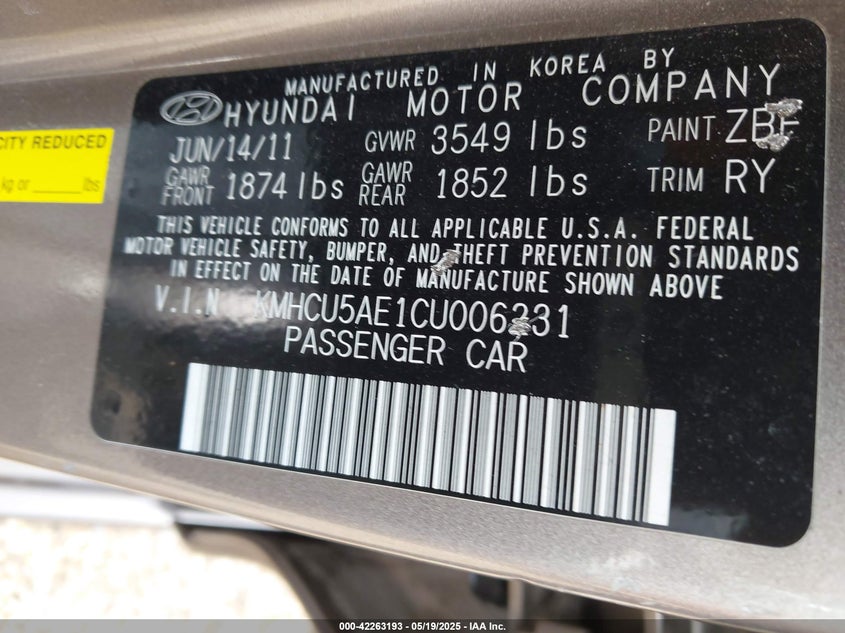 MANUFACTURED IN KOREA BY
HYUNDAI MOTOR COMPANY
JUN/14/11 GVWR 3549 lbs PAINT
GAWR FRONT 1874 lbs GAWR REAR 1852 lbs TRIM RY
THIS VEHICLE CONFORMS TO ALL APPLICABLE U.S.A. FEDERAL
MOTOR VEHICLE SAFETY, BUMPER, AND THEFT PREVENTION STANDARDS
IN EFFECT ON THE DATE OF MANUFACTURE SHOWN ABOVE
V.I.N KMHCU5AE1CU006231
PASSENGER CAR
CITY REDUCED
kg or ______lbs
000-42263193 - 05/19/2025 - IAA Inc.